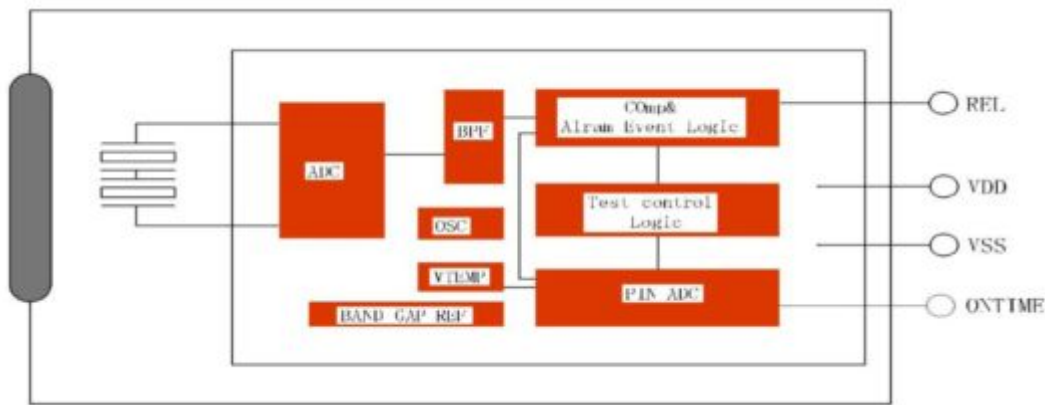 COmp&
Alram Event Logic
REL
BPF
ADC
VDD
Test control
Logic
OSC
VSS
VTEMP
PIN ADC
ONTIME
BAND GAP REF